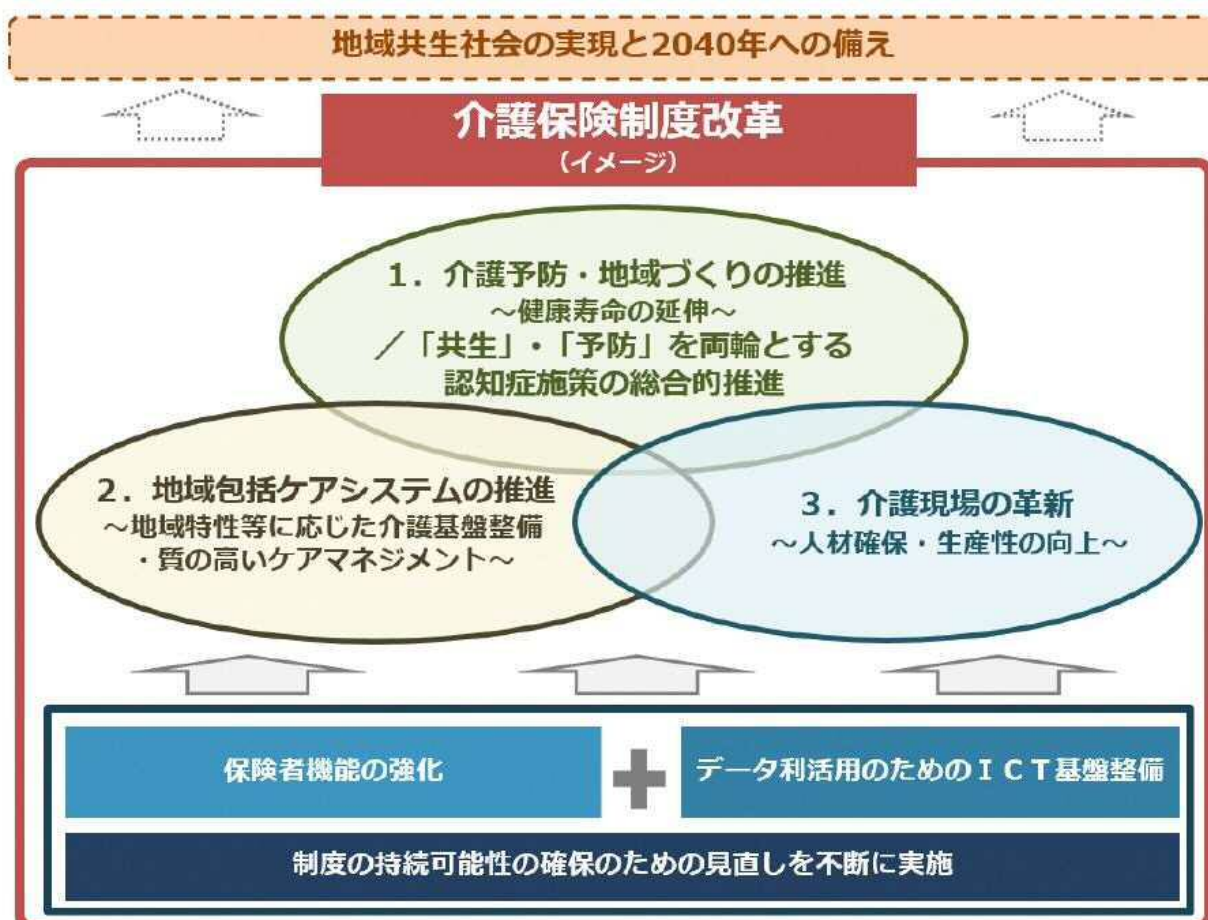 地域共生社会の実現と2040年への備え
介護保険制度改革
（イメージ）
１．介護予防・地域づくりの推進
～健康寿命の延伸～
／「共生」・「予防」を両輪とする
認知症施策の総合的推進
２．地域包括ケアシステムの推進
～地域特性等に応じた介護基盤整備
・質の高いケアマネジメント～
３．介護現場の革新
～人材確保・生産性の向上～
保険者機能の強化
データ利活用のためのＩＣＴ基盤整備
制度の持続可能性の確保のための見直しを不断に実施